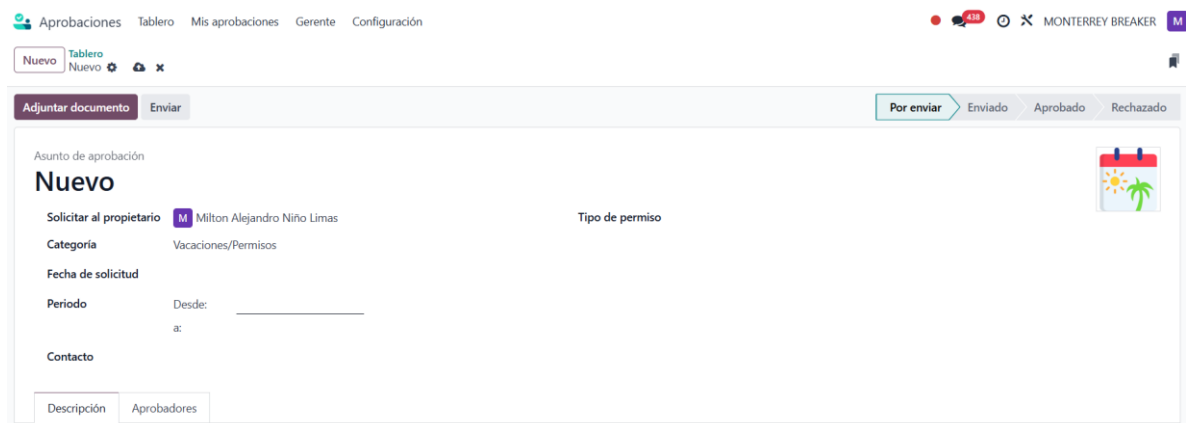 Aprobaciones Tablero Mis aprobaciones Gerente Configuración 438 MONTERREY BREAKER M
Nuevo Tablero
Nuevo
Adjuntar documento Enviar Por enviar Enviado Aprobado Rechazado
Asunto de aprobación
Nuevo
Solicitar al propietario M Milton Alejandro Niño Limas Tipo de permiso
Categoría Vacaciones/Permisos
Fecha de solicitud
Periodo Desde:
a:
Contacto
Descripción Aprobadores